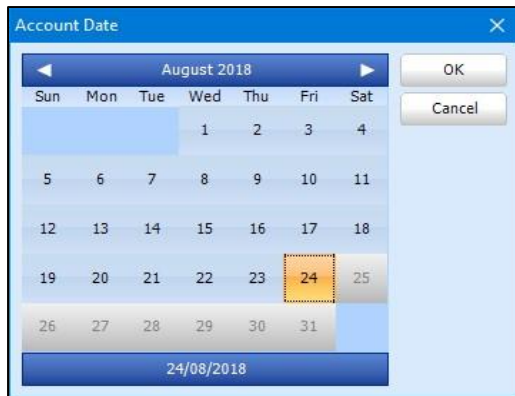 Account Date
August 2018
OK
Sun Mon Tue Wed Thu Fri Sat
Cancel
1 2 3 4
5 6 7 8 9 10 11
12 13 14 15 16 17 18
19 20 21 22 23 24 25
26 27 28 29 30 31
24/08/2018